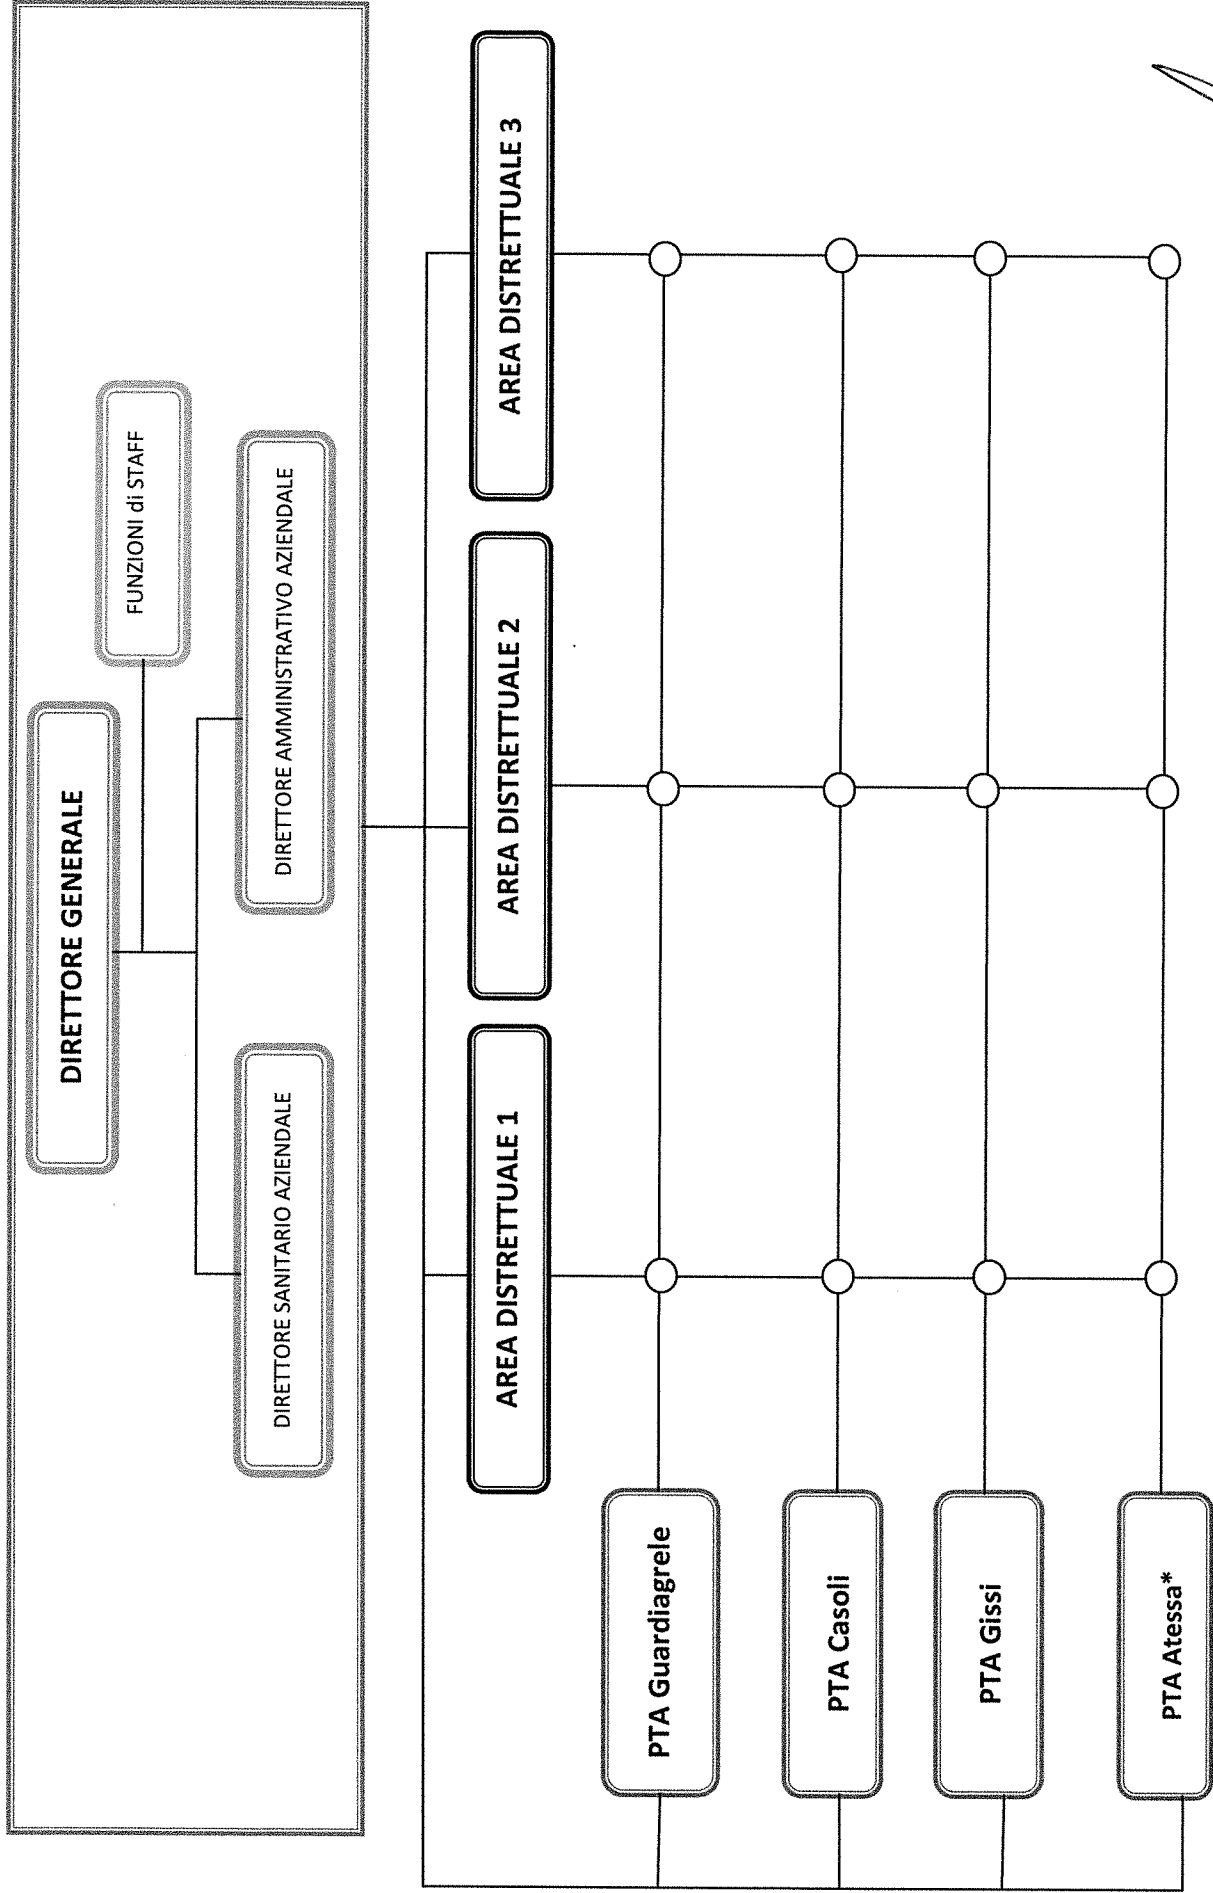 DIRETTORE GENERALE
FUNZIONI di STAFF
DIRETTORE SANITARIO AZIENDALE
DIRETTORE AMMINISTRATIVO AZIENDALE
AREA DISTRETTUALE 1
AREA DISTRETTUALE 2
AREA DISTRETTUALE 3
PTA Guardiagrele
PTA Casoli
PTA Gissi
PTA Atessa*